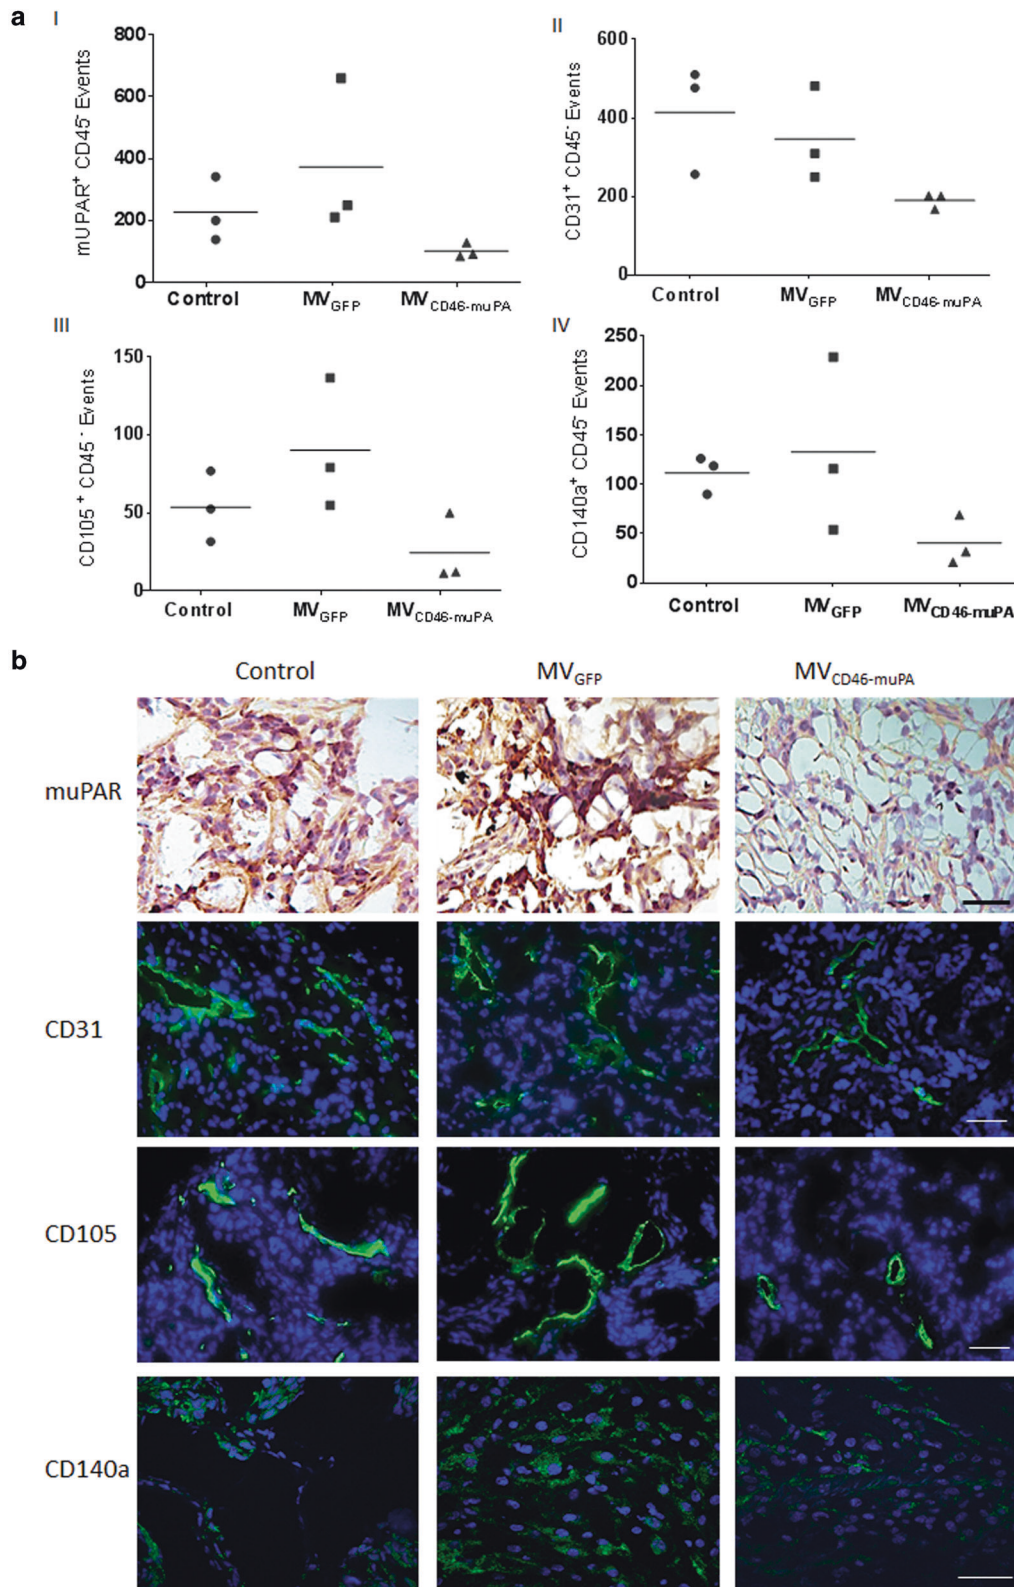 a
I
800
600
400
200
0
mUPAR+ CD45- Events
Control MVGFP MVCD46-muPA
II
600
400
200
0
CD31+ CD45- Events
Control MVGFP MVCD46-muPA
III
150
100
50
0
CD105 + CD45 - Events
Control MVGFP MVCD46-muPA
IV
250
200
150
100
50
0
CD140a+ CD45- Events
Control MVGFP MVCD46-muPA
b
Control MVGFP MVCD46-muPA
muPAR
CD31
CD105
CD140a